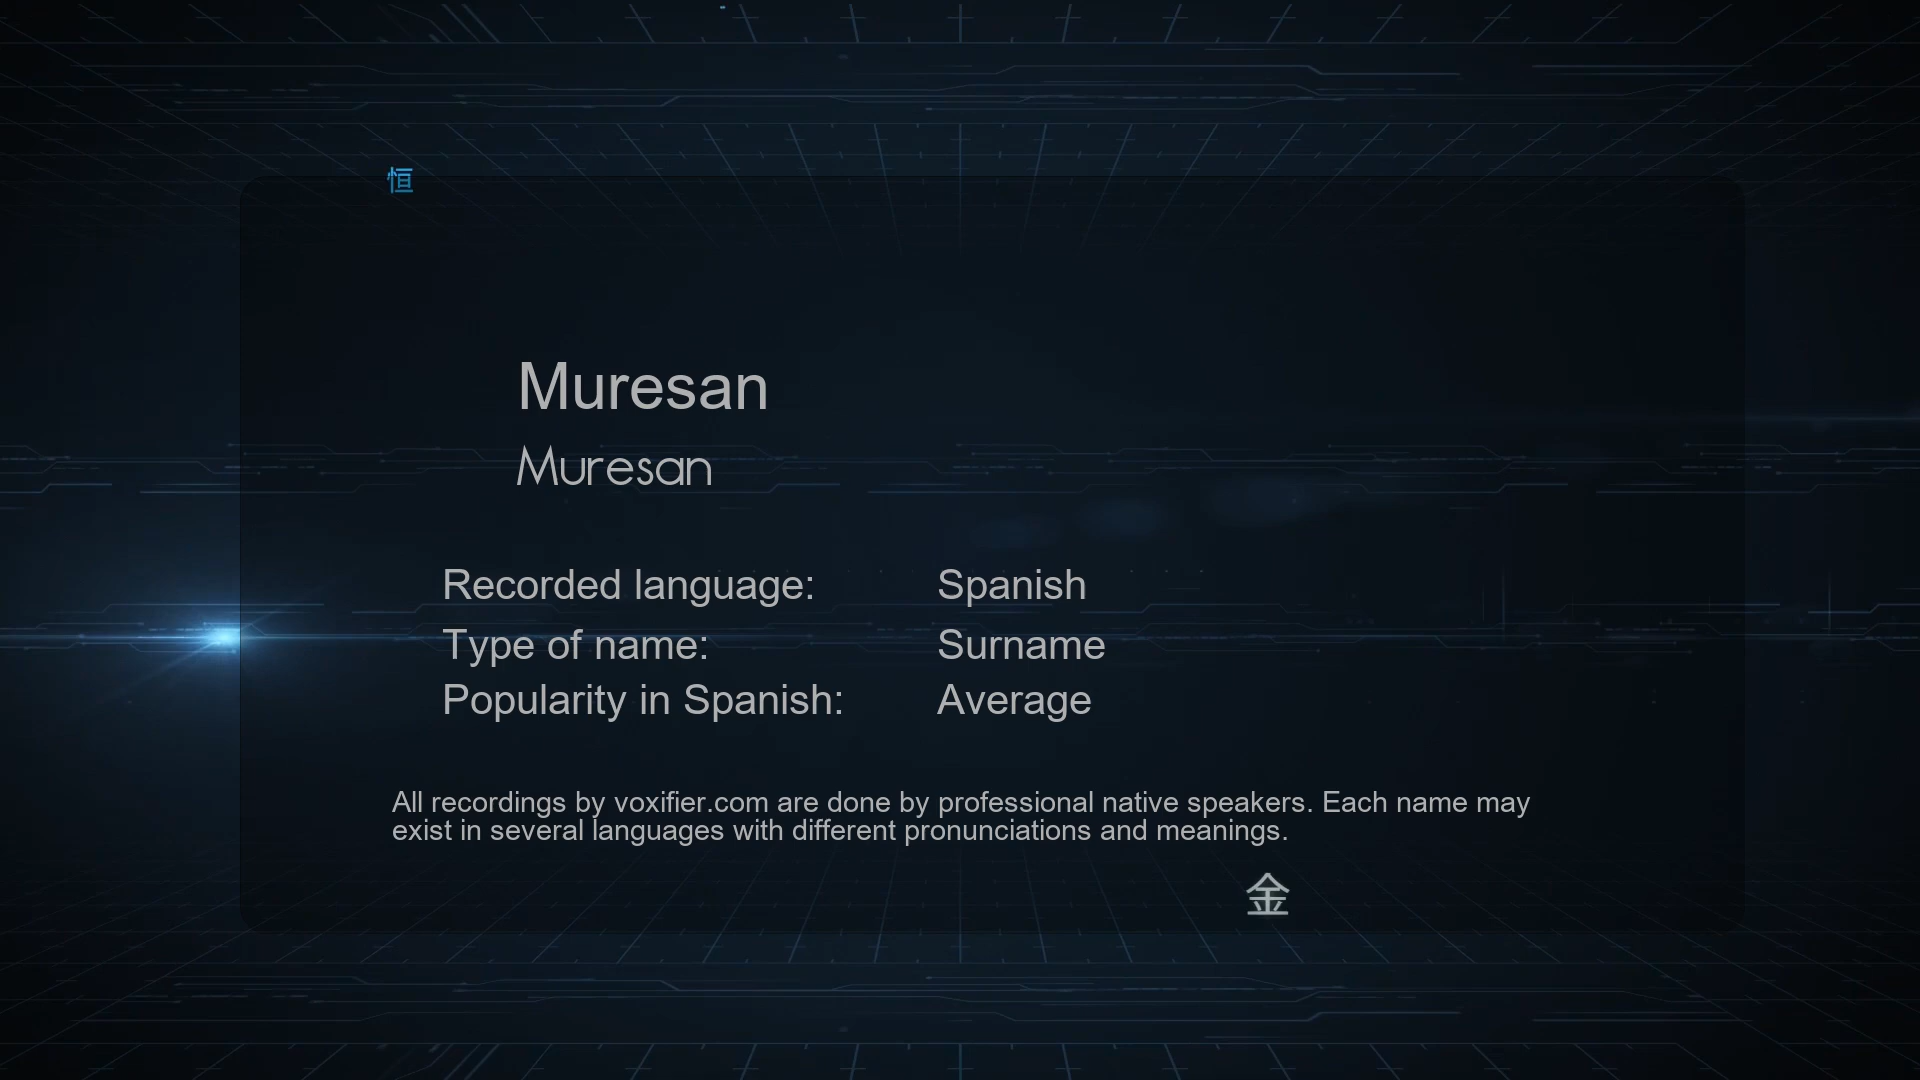 恒
Muresan
Muresan
Recorded language: Spanish
Type of name: Surname
Popularity in Spanish: Average
All recordings by voxifier.com are done by professional native speakers. Each name may
exist in several languages with different pronunciations and meanings.
金